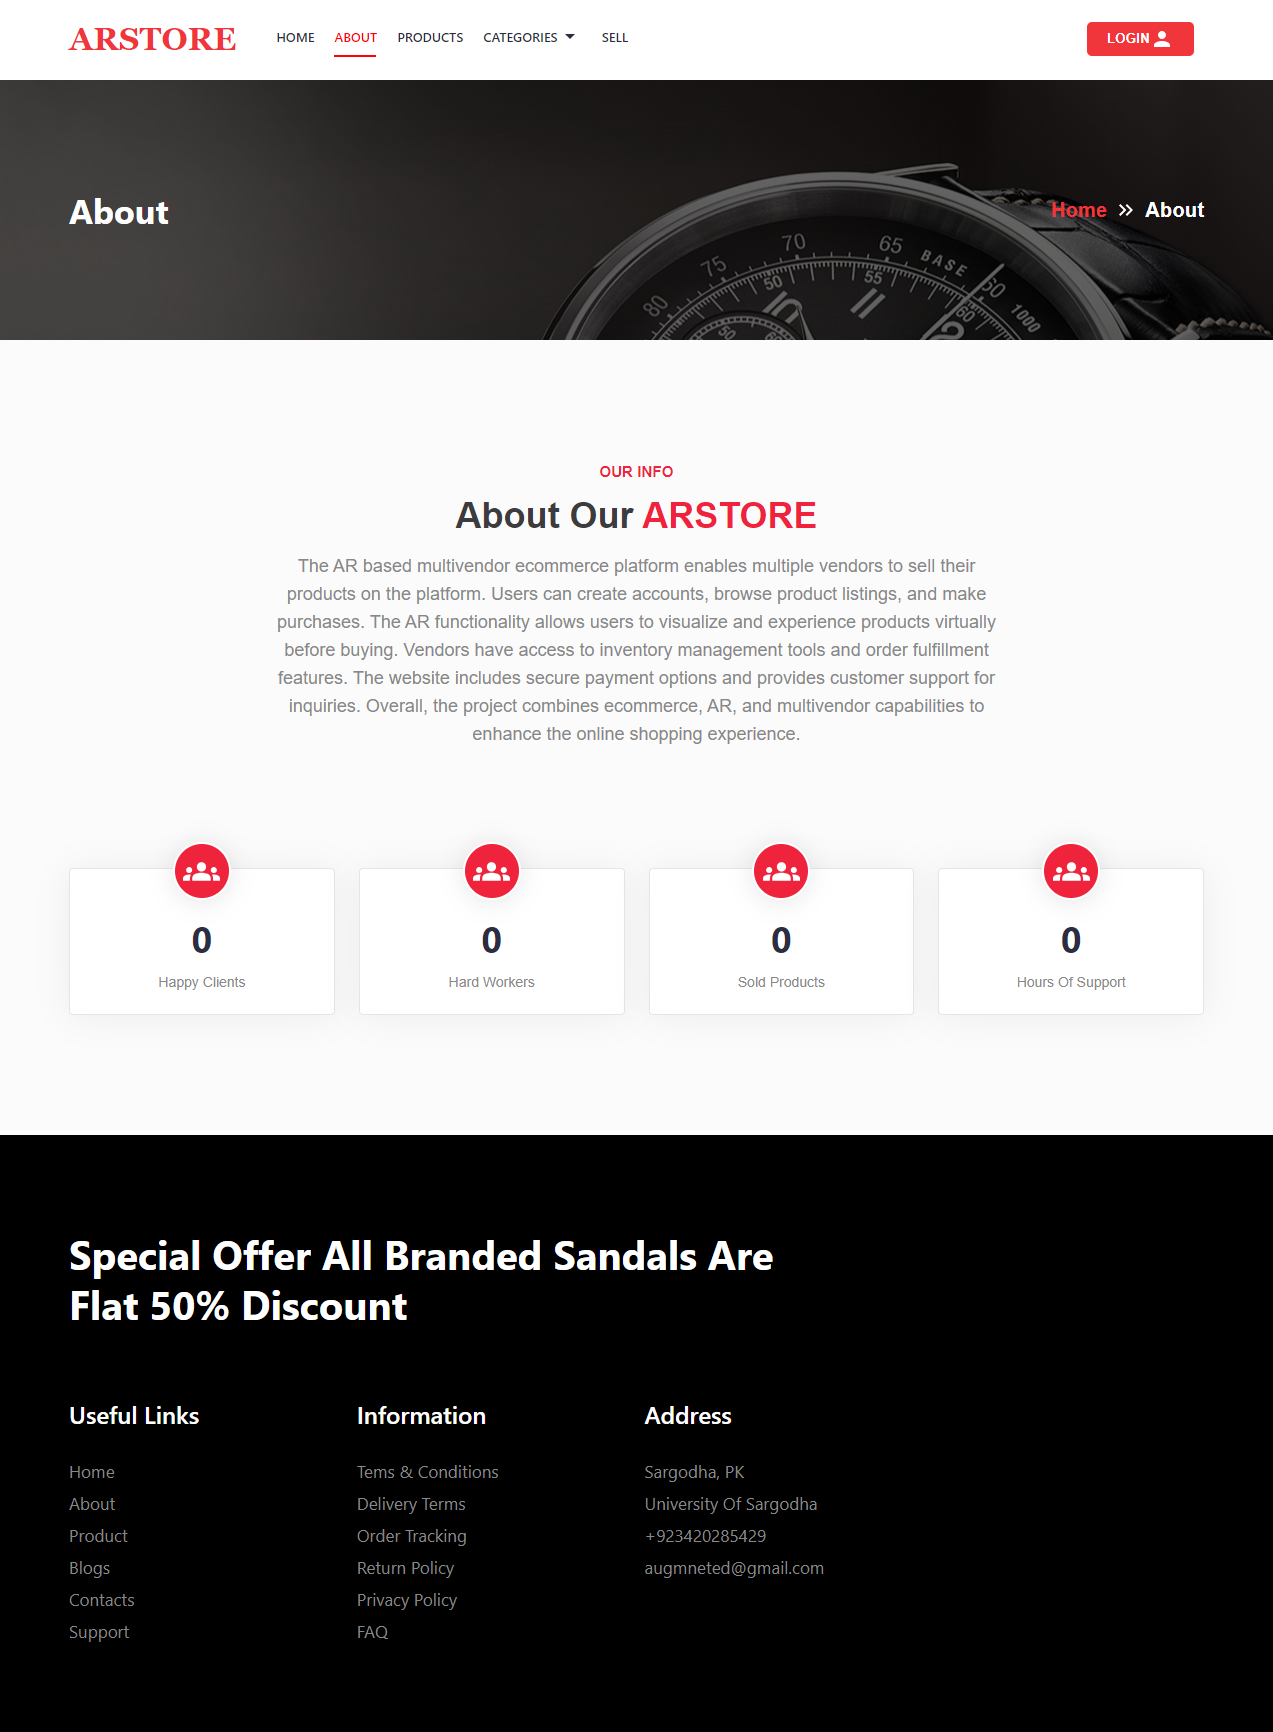 ARSTORE
HOME ABOUT PRODUCTS CATEGORIES SELL
LOGIN
About
Home » About
80 75 70 65 BASE 60 1000
50 55 60
OUR INFO
About Our ARSTORE
The AR based multivendor ecommerce platform enables multiple vendors to sell their
products on the platform. Users can create accounts, browse product listings, and make
purchases. The AR functionality allows users to visualize and experience products virtually
before buying. Vendors have access to inventory management tools and order fulfillment
features. The website includes secure payment options and provides customer support for
inquiries. Overall, the project combines ecommerce, AR, and multivendor capabilities to
enhance the online shopping experience.
0 0 0 0
Happy Clients Hard Workers Sold Products Hours Of Support
Special Offer All Branded Sandals Are
Flat 50% Discount
Useful Links
Home
About
Product
Blogs
Contacts
Support
Information
Tems & Conditions
Delivery Terms
Order Tracking
Return Policy
Privacy Policy
FAQ
Address
Sargodha, PK
University Of Sargodha
+923420285429
augmneted@gmail.com